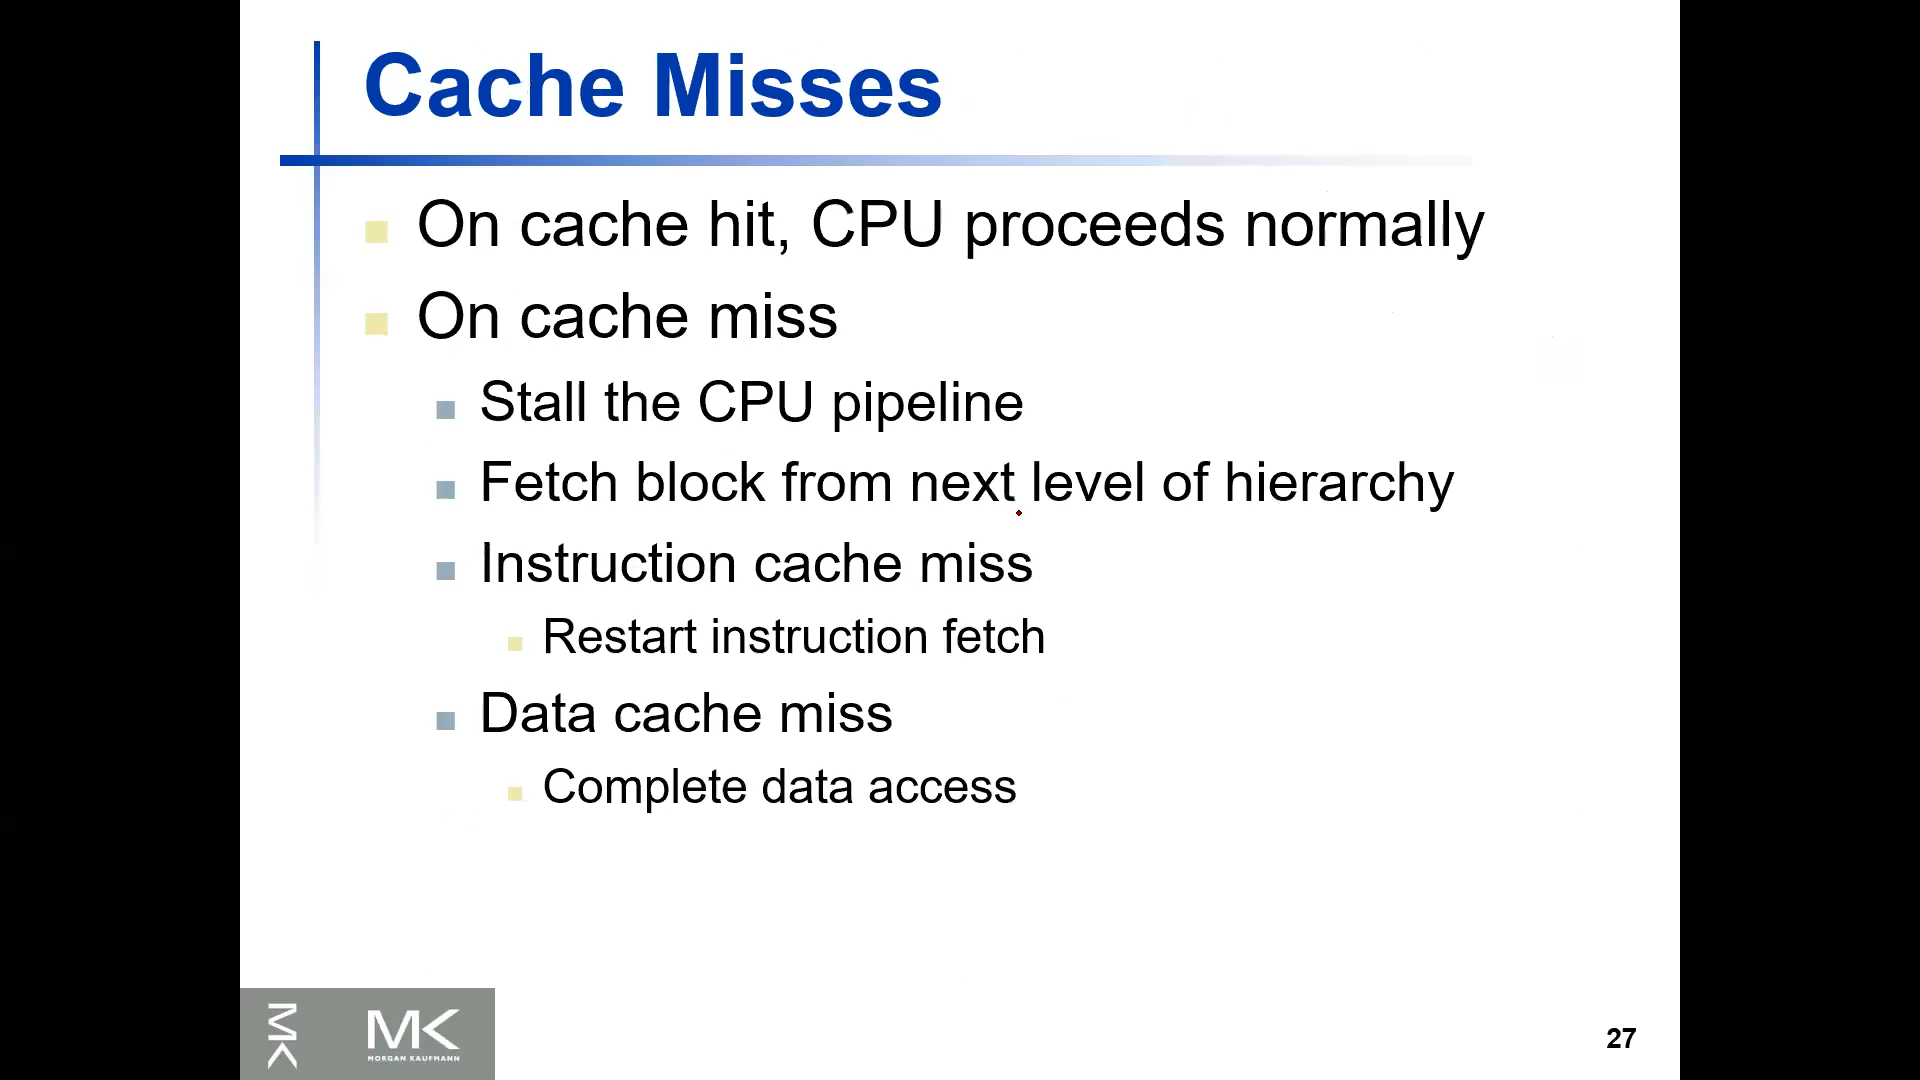 Cache Misses
On cache hit, CPU proceeds normally
On cache miss
Stall the CPU pipeline
Fetch block from next level of hierarchy
Instruction cache miss
Restart instruction fetch
Data cache miss
Complete data access
MK
MK
MORGAN KAUFMANN
27